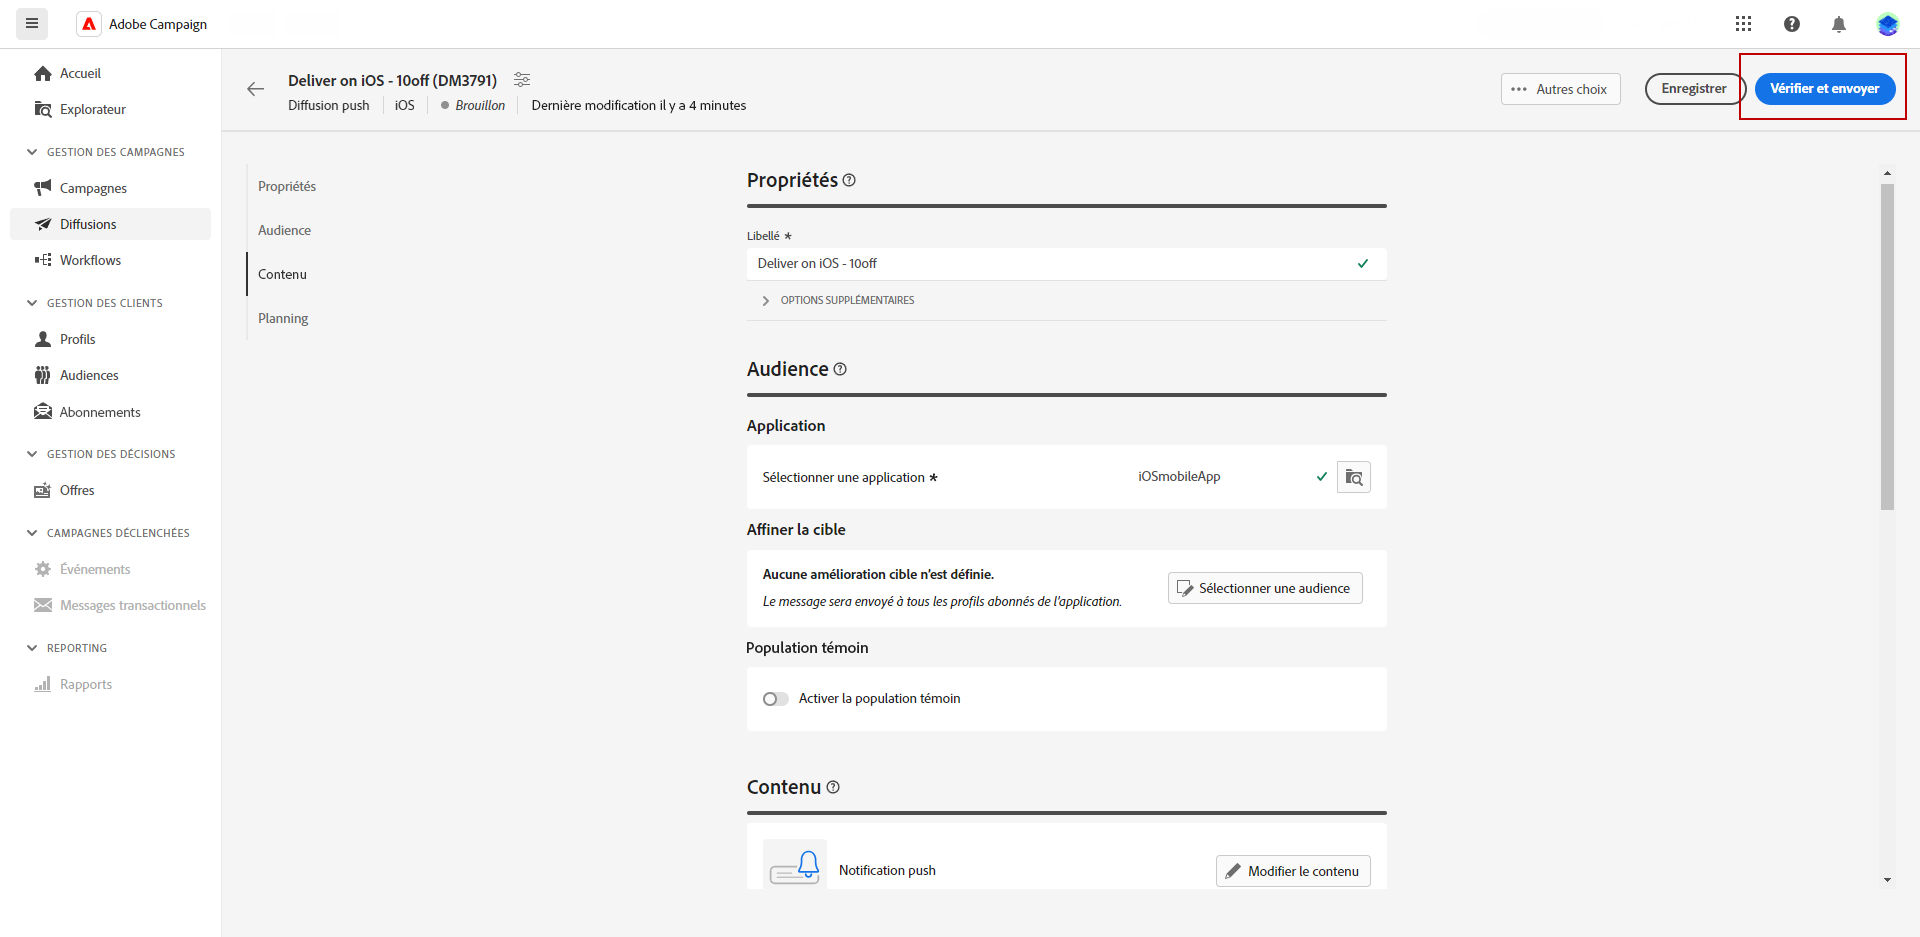 Adobe Campaign
Accueil
Explorateur
GESTION DES CAMPAGNES
Campagnes
Diffusions
Workflows
GESTION DES CLIENTS
Profils
Audiences
Abonnements
GESTION DES DÉCISIONS
Offres
CAMPAGNES DÉCLENCHÉES
Événements
Messages transactionnels
REPORTING
Rapports
Deliver on iOS - 10off (DM3791)
Diffusion push iOS Brouillon Dernière modification il y a 4 minutes
Autres choix
Enregistrer
Vérifier et envoyer
Propriétés
Audience
Contenu
Planning
Propriétés
Libellé *
Deliver on iOS - 10off
OPTIONS SUPPLÉMENTAIRES
Audience
Application
Sélectionner une application * iOSmobileApp
Affiner la cible
Aucune amélioration cible n'est définie.
Le message sera envoyé à tous les profils abonnés de l'application.
Sélectionner une audience
Population témoin
Activer la population témoin
Contenu
Notification push
Modifier le contenu